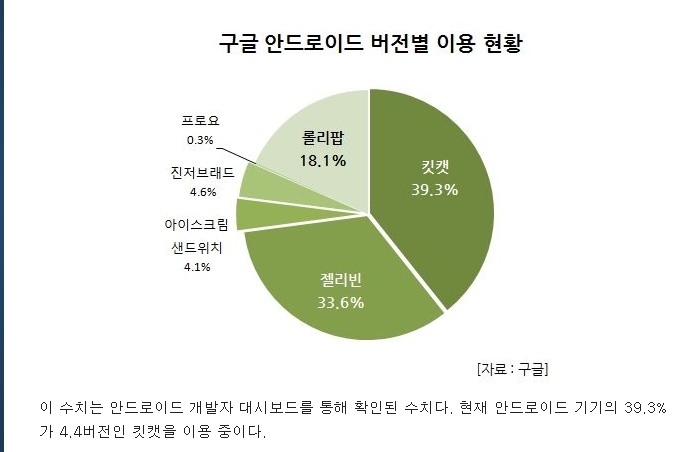 구글 안드로이드 버전별 이용 현황
프로요
0.3%
롤리팝
18.1%
킷캣
39.3%
진저브래드
4.6%
아이스크림
샌드위치
4.1%
젤리빈
33.6%
[자료 : 구글]
이 수치는 안드로이드 개발자 대시보드를 통해 확인된 수치다. 현재 안드로이드 기기의 39.3%
가 4.4버전인 킷캣을 이용 중이다.